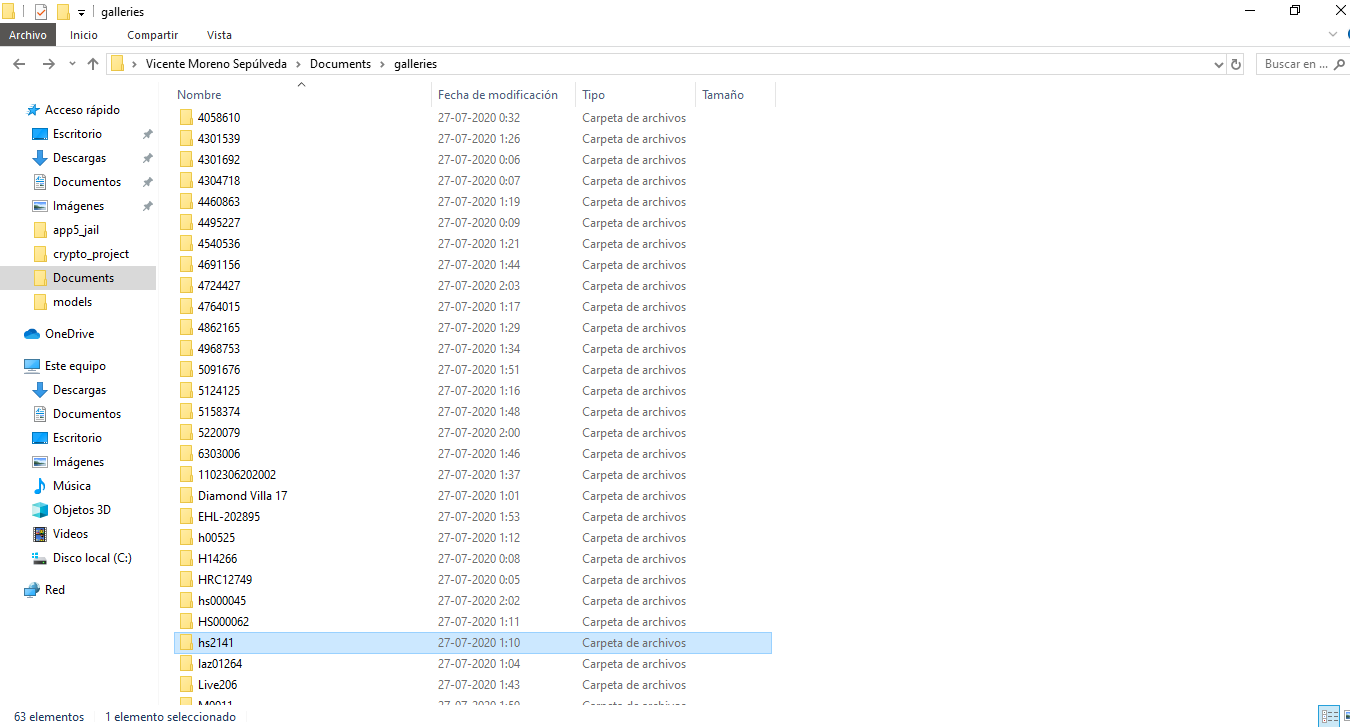 galleries
Archivo Inicio Compartir Vista
Vicente Moreno Sepúlveda Documents galleries Buscar en ...
Nombre Fecha de modificación Tipo Tamaño
Acceso rápido
Escritorio
Descargas
Documentos
Imágenes
app5_jail
crypto_project
Documents
models
OneDrive
Este equipo
Descargas
Documentos
Escritorio
Imágenes
Música
Objetos 3D
Videos
Disco local (C:)
Red
4058610 27-07-2020 0:32 Carpeta de archivos
4301539 27-07-2020 1:26 Carpeta de archivos
4301692 27-07-2020 0:06 Carpeta de archivos
4304718 27-07-2020 0:07 Carpeta de archivos
4460863 27-07-2020 1:19 Carpeta de archivos
4495227 27-07-2020 0:09 Carpeta de archivos
4540536 27-07-2020 1:21 Carpeta de archivos
4691156 27-07-2020 1:44 Carpeta de archivos
4724427 27-07-2020 2:03 Carpeta de archivos
4764015 27-07-2020 1:17 Carpeta de archivos
4862165 27-07-2020 1:29 Carpeta de archivos
4968753 27-07-2020 1:34 Carpeta de archivos
5091676 27-07-2020 1:51 Carpeta de archivos
5124125 27-07-2020 1:16 Carpeta de archivos
5158374 27-07-2020 1:48 Carpeta de archivos
5220079 27-07-2020 2:00 Carpeta de archivos
6303006 27-07-2020 1:46 Carpeta de archivos
1102306202002 27-07-2020 1:37 Carpeta de archivos
Diamond Villa 17 27-07-2020 1:01 Carpeta de archivos
EHL-202895 27-07-2020 1:53 Carpeta de archivos
h00525 27-07-2020 1:12 Carpeta de archivos
H14266 27-07-2020 0:08 Carpeta de archivos
HRC12749 27-07-2020 0:05 Carpeta de archivos
hs000045 27-07-2020 2:02 Carpeta de archivos
HS000062 27-07-2020 1:11 Carpeta de archivos
hs2141 27-07-2020 1:10 Carpeta de archivos
laz01264 27-07-2020 1:04 Carpeta de archivos
Live206 27-07-2020 1:43 Carpeta de archivos
63 elementos 1 elemento seleccionado